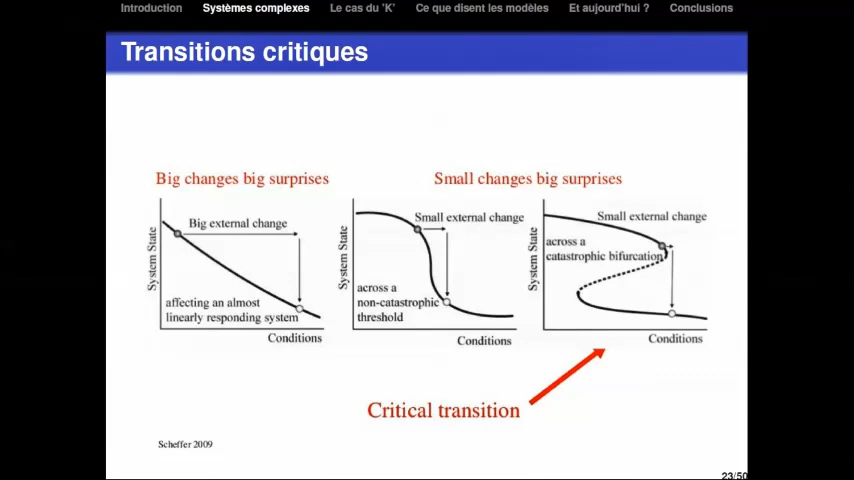 Introduction Systèmes complexes Le cas du 'K' Ce que disent les modèles Et aujourd'hui ? Conclusions
Transitions critiques
Big changes big surprises
Small changes big surprises
System State
Big external change
affecting an almost
linearly responding system
Conditions
System State
Small external change
across a
non-catastrophic
threshold
Conditions
System State
Small external change
across a
catastrophic bifurcation
Conditions
Critical transition
Scheffer 2009
23/50